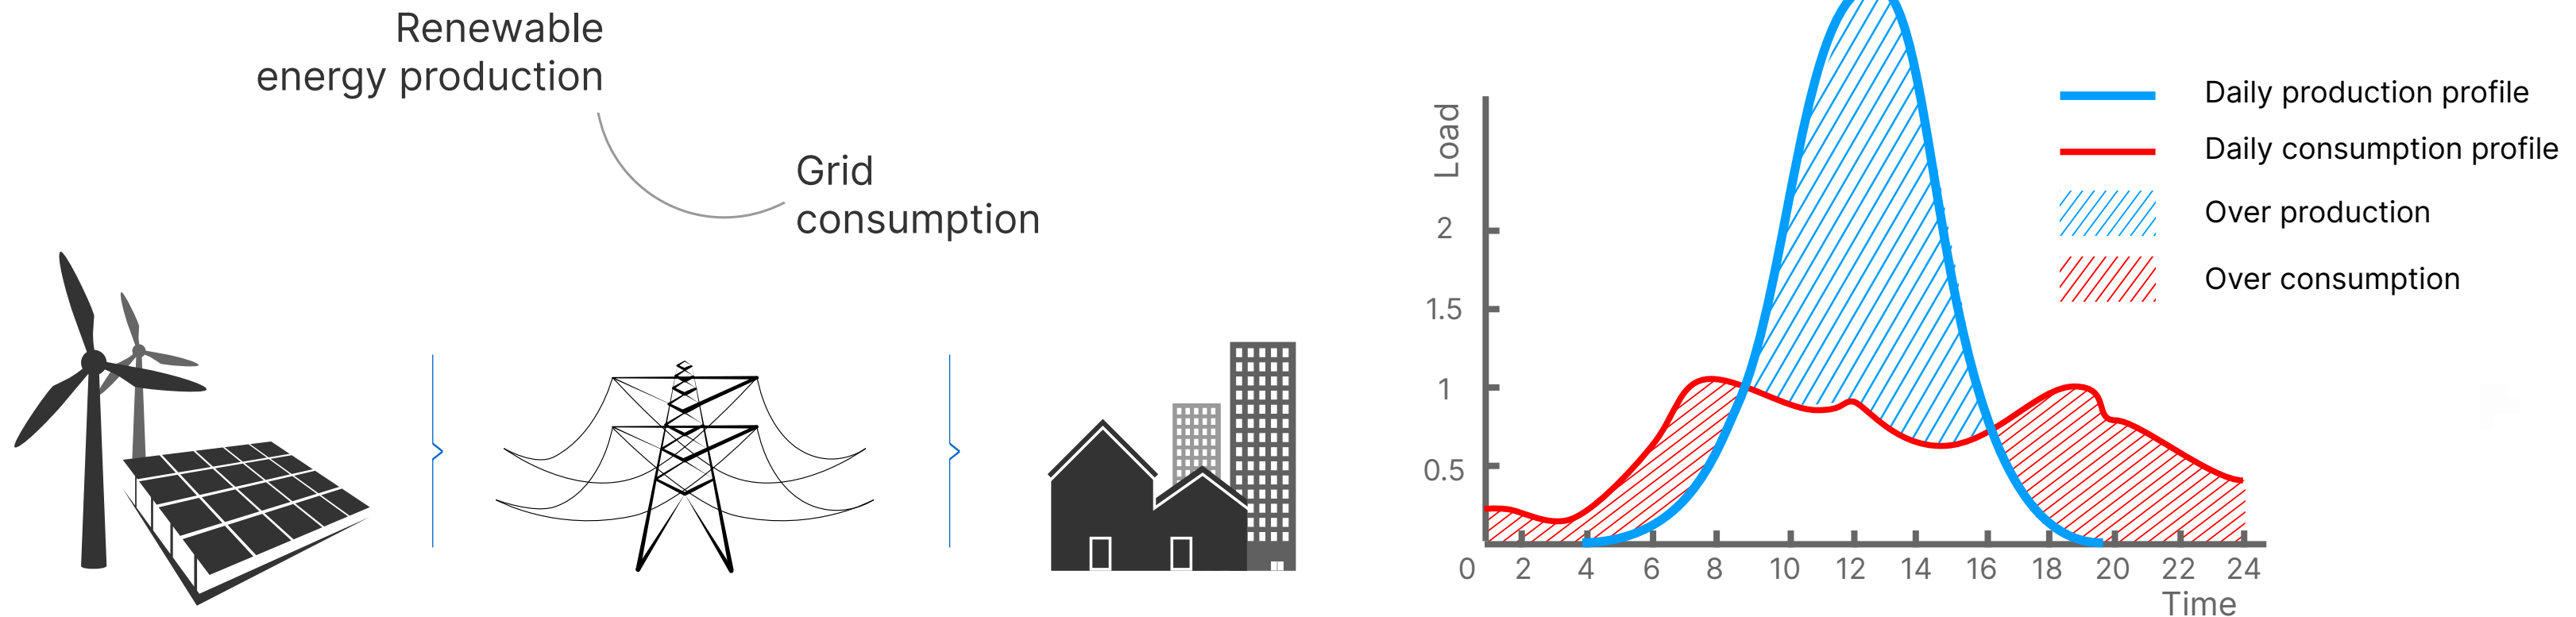 Renewable
energy production
Grid
consumption
Load
2
1.5
1
0.5
0 2 4 6 8 10 12 14 16 18 20 22 24
Time
Daily production profile
Daily consumption profile
Over production
Over consumption